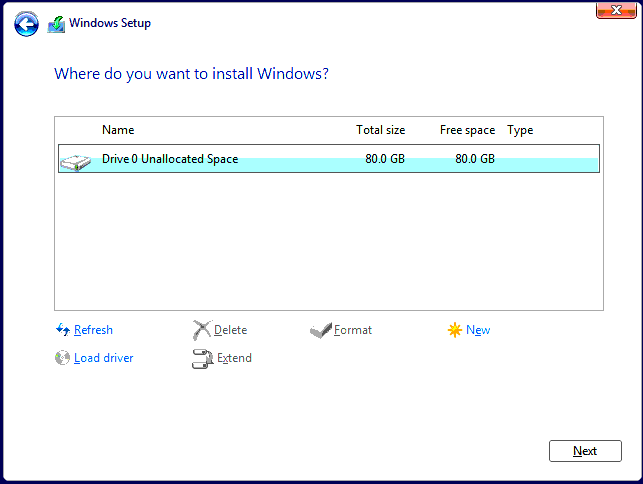 Windows Setup
Where do you want to install Windows?
Name Total size Free space Type
Drive 0 Unallocated Space 80.0 GB 80.0 GB
Refresh Delete Format New
Load driver Extend
Next